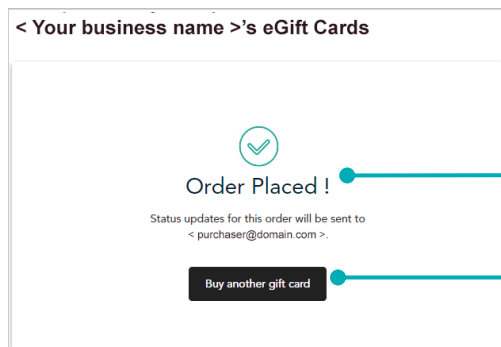 < Your business name >'s eGift Cards
Order Placed !
Status updates for this order will be sent to
< purchaser@domain.com >.
Buy another gift card